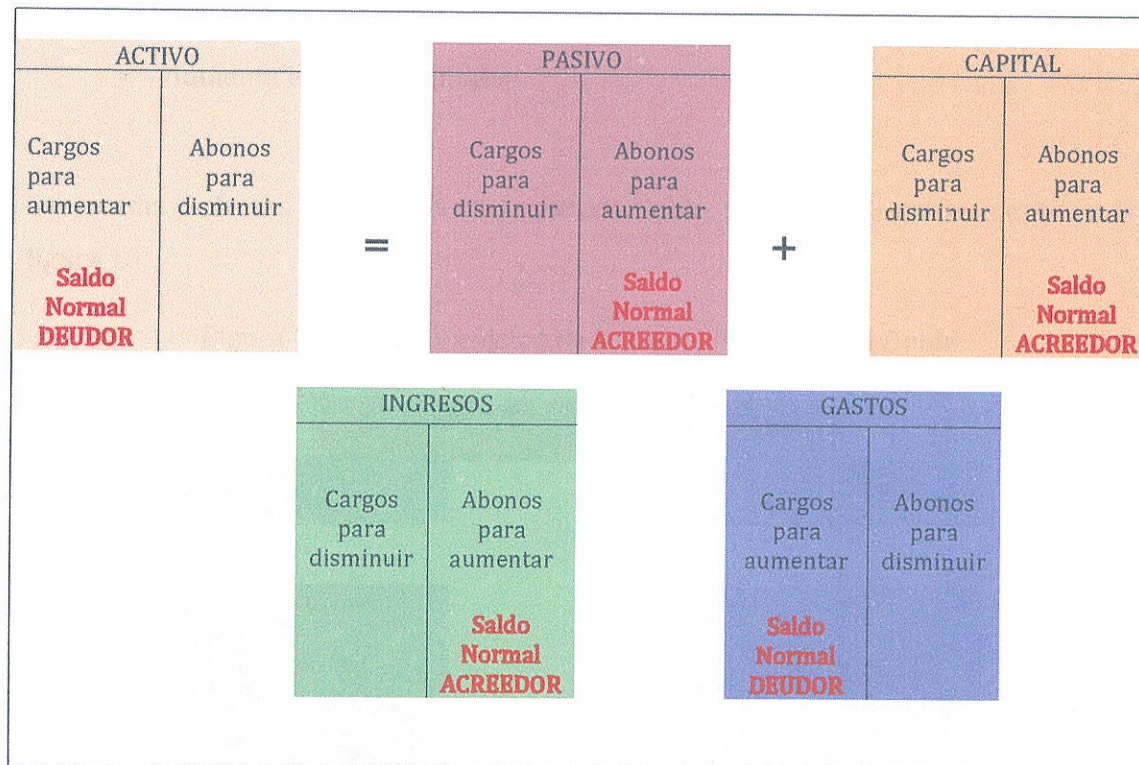 ACTIVO
Cargos
para
aumentar
Saldo
Normal
DEUDOR
Abonos
para
disminuir
=
PASIVO
Cargos
para
disminuir
Abonos
para
aumentar
Saldo
Normal
ACREEDOR
+
CAPITAL
Cargos
para
disminuir
Abonos
para
aumentar
Saldo
Normal
ACREEDOR
INGRESOS
Cargos
para
disminuir
Abonos
para
aumentar
Saldo
Normal
ACREEDOR
GASTOS
Cargos
para
aumentar
Saldo
Normal
DEUDOR
Abonos
para
disminuir